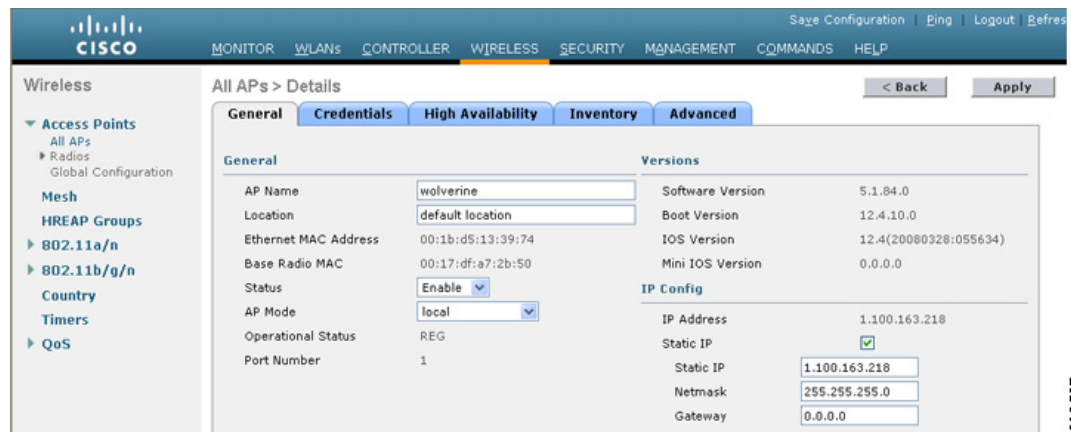 Save Configuration | Ping | Logout | Refres
CISCO
MONITOR WLANs CONTROLLER WIRELESS SECURITY MANAGEMENT COMMANDS HELP
Wireless
Access Points
All APs
Radios
Global Configuration
Mesh
HREAP Groups
802.11a/n
802.11b/g/n
Country
Timers
QoS
All APs > Details
< Back
Apply
General
Credentials
High Availability
Inventory
Advanced
General
AP Name wolverine
Location default location
Ethernet MAC Address 00:1b:d5:13:39:74
Base Radio MAC 00:17:df:a7:2b:50
Status Enable
AP Mode local
Operational Status REG
Port Number 1
Versions
Software Version 5.1.84.0
Boot Version 12.4.10.0
IOS Version 12.4(20080328:055634)
Mini IOS Version 0.0.0.0
IP Config
IP Address 1.100.163.218
Static IP
Static IP 1.100.163.218
Netmask 255.255.255.0
Gateway 0.0.0.0